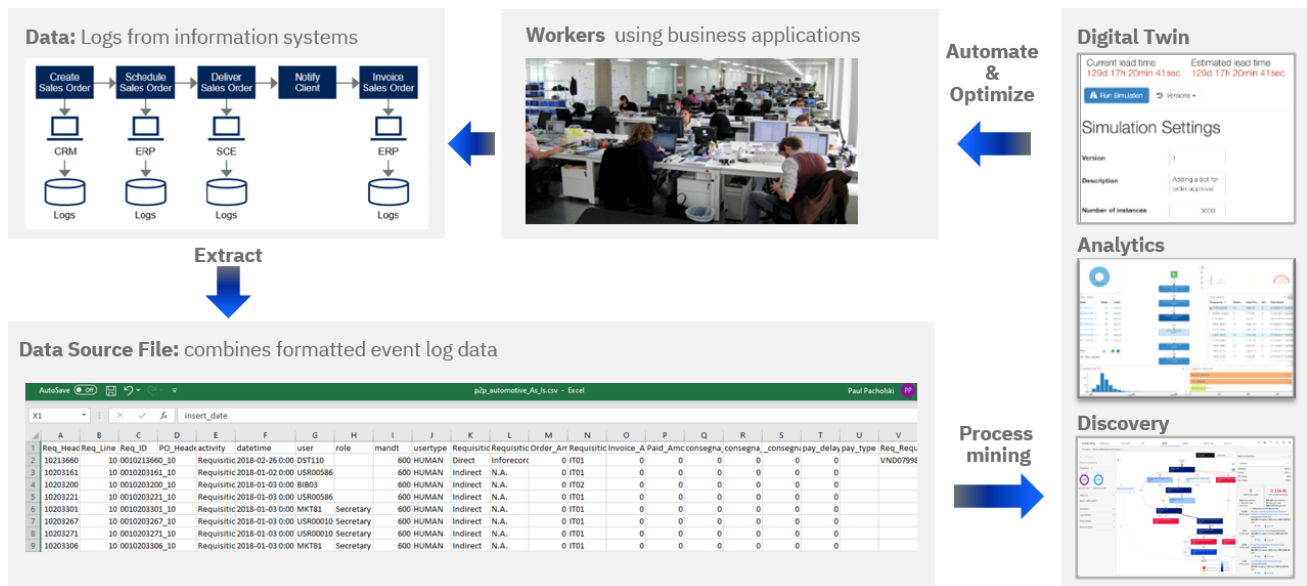 Data: Logs from information systems
Create
Sales Order
Schedule
Sales Order
Deliver
Sales Order
Notify
Client
Invoice
Sales Order
CRM
ERP
SCE
ERP
Logs
Logs
Logs
Logs
Workers using business applications
Automate
&
Optimize
Digital Twin
Current lead time
Estimated lead time
129d 17h 20min 41sec
129d 17h 20min 41sec
Run Simulation
Versions
Simulation Settings
Version
1
Description
Adding a bot for
order approval
Number of instances
Analytics
Discovery
Extract
Data Source File: combines formatted event log data
AutoSave Off
p2p_automotive_As_Is.csv - Excel
Paul Pacholski PP
X1 fx insert_date
A B C D E F G H I J K L M N O P Q R S T U V
1 Req_Head Req_Line Req_ID PO_Heade activity datetime user role mandt usertype Requisitic Requisitic Order_Am Requisitic Invoice_A Paid_Amc consegna_ consegna_ _consegna pay_delay pay_type Req_Requ
2 10213660 10 0010213660_10 Requisitic 2018-02-26 0:00 DST110 600 HUMAN Direct Inforecorc 0 IT01 0 0 0 0 0 0 VND07998
3 10203161 10 0010203161_10 Requisitic 2018-01-02 0:00 USR00586 600 HUMAN Indirect N.A. 0 IT02 0 0 0 0 0 0
4 10203200 10 0010203200_10 Requisitic 2018-01-03 0:00 BIB03 600 HUMAN Indirect N.A. 0 IT02 0 0 0 0 0 0
5 10203221 10 0010203221_10 Requisitic 2018-01-03 0:00 USR00586 600 HUMAN Indirect N.A. 0 IT01 0 0 0 0 0 0
6 10203301 10 0010203301_10 Requisitic 2018-01-03 0:00 MKT81 Secretary 600 HUMAN Indirect N.A. 0 IT01 0 0 0 0 0 0
7 10203267 10 0010203267_10 Requisitic 2018-01-03 0:00 USR00010 Secretary 600 HUMAN Indirect N.A. 0 IT01 0 0 0 0 0 0
8 10203271 10 0010203271_10 Requisitic 2018-01-03 0:00 USR00010 Secretary 600 HUMAN Indirect N.A. 0 IT01 0 0 0 0 0 0
9 10203306 10 0010203306_10 Requisitic 2018-01-03 0:00 MKT81 Secretary 600 HUMAN Indirect N.A. 0 IT01 0 0 0 0 0 0
Process
mining